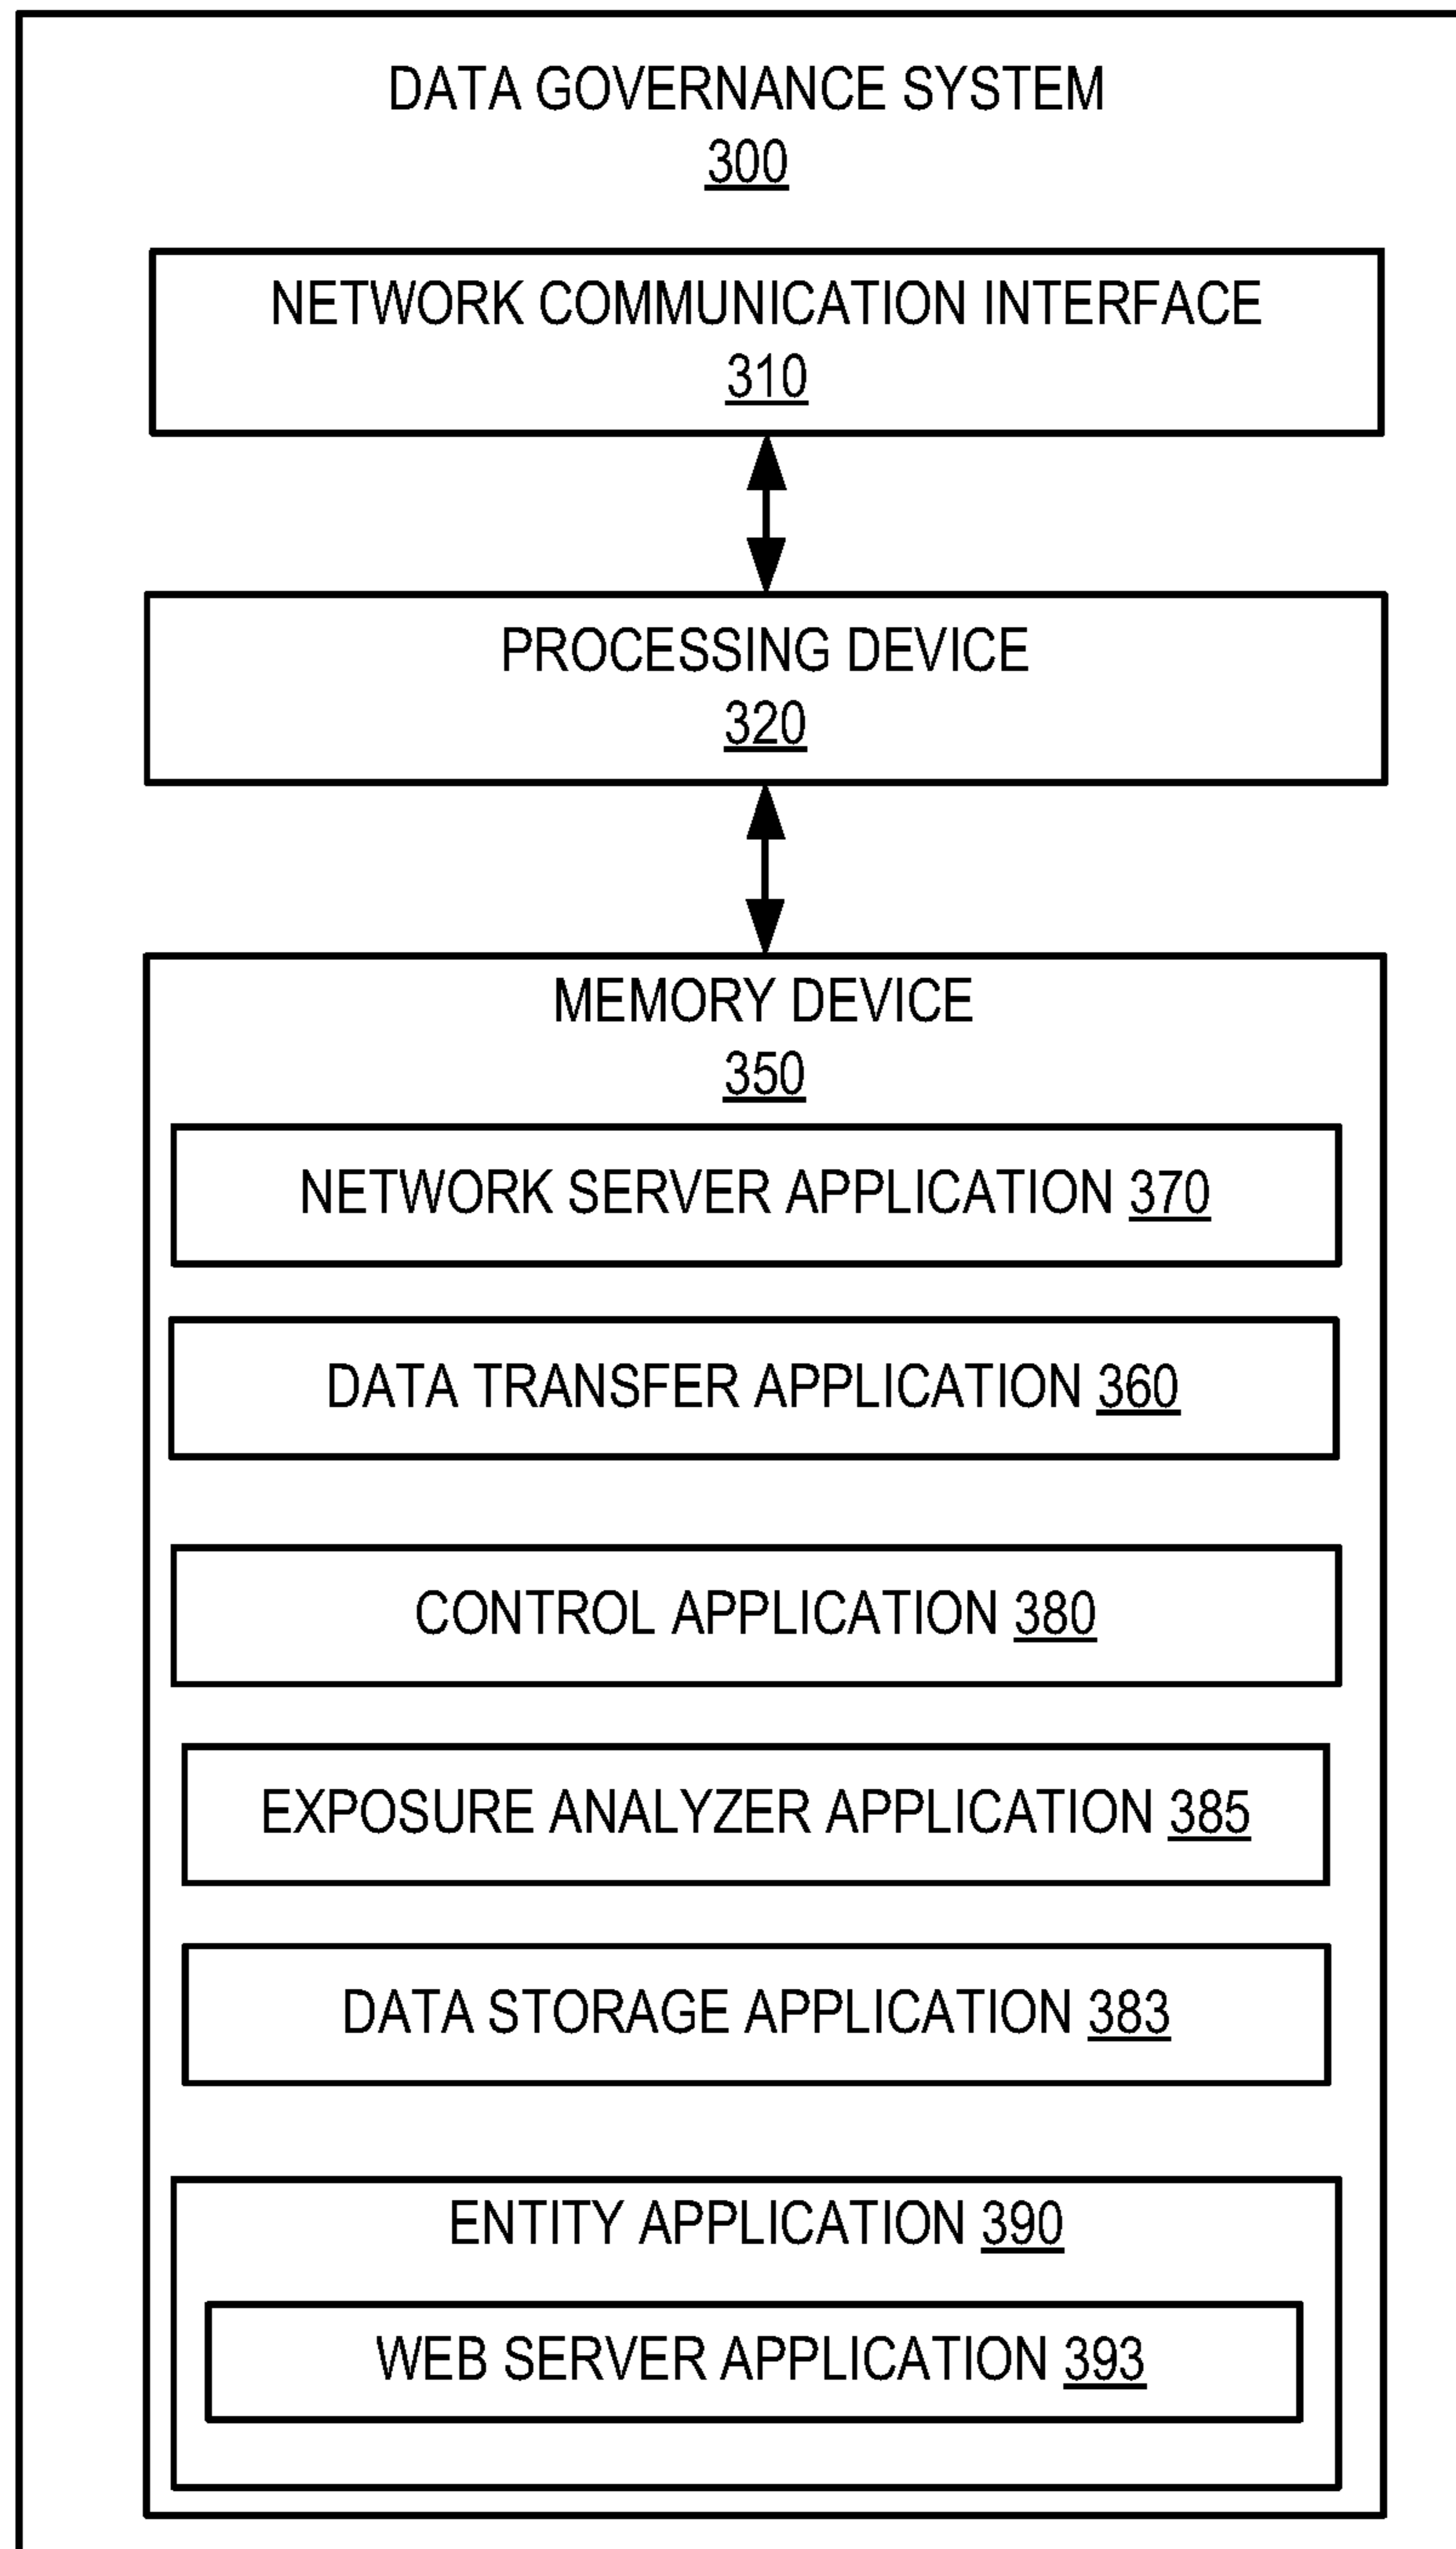 DATA GOVERNANCE SYSTEM
300
NETWORK COMMUNICATION INTERFACE
310
PROCESSING DEVICE
320
MEMORY DEVICE
350
NETWORK SERVER APPLICATION 370
DATA TRANSFER APPLICATION 360
CONTROL APPLICATION 380
EXPOSURE ANALYZER APPLICATION 385
DATA STORAGE APPLICATION 383
ENTITY APPLICATION 390
WEB SERVER APPLICATION 393